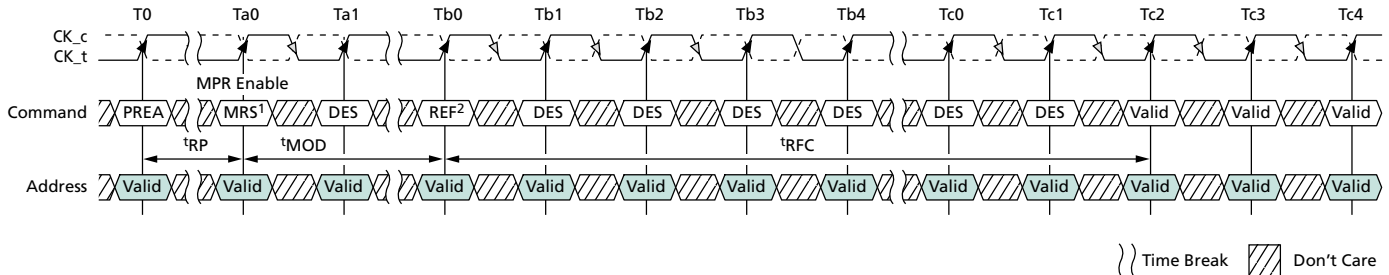 T0 Ta0 Ta1 Tb0 Tb1 Tb2 Tb3 Tb4 Tc0 Tc1 Tc2 Tc3 Tc4
CK_c
CK_t
MPR Enable
Command PREA MRS¹ DES REF² DES DES DES DES DES DES Valid Valid Valid
tRP tMOD tRFC
Address Valid Valid Valid Valid Valid Valid Valid Valid Valid Valid Valid Valid Valid
Time Break Don't Care